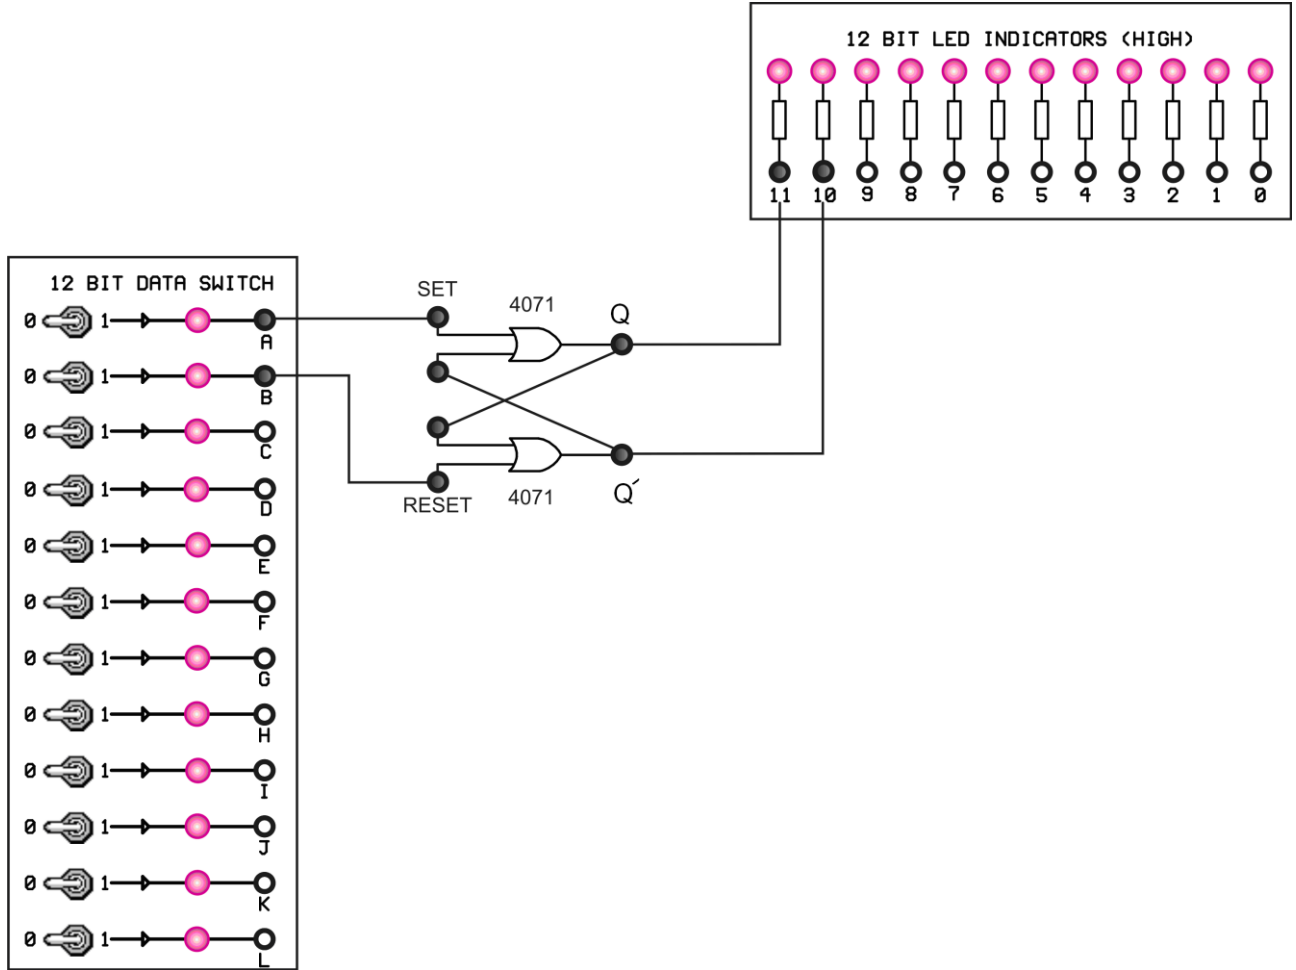 12 BIT LED INDICATORS (HIGH)
11 10 9 8 7 6 5 4 3 2 1 0
12 BIT DATA SWITCH
0 1 A
0 1 B
0 1 C
0 1 D
0 1 E
0 1 F
0 1 G
0 1 H
0 1 I
0 1 J
0 1 K
0 1 L
SET
4071
Q
RESET
4071
Q´